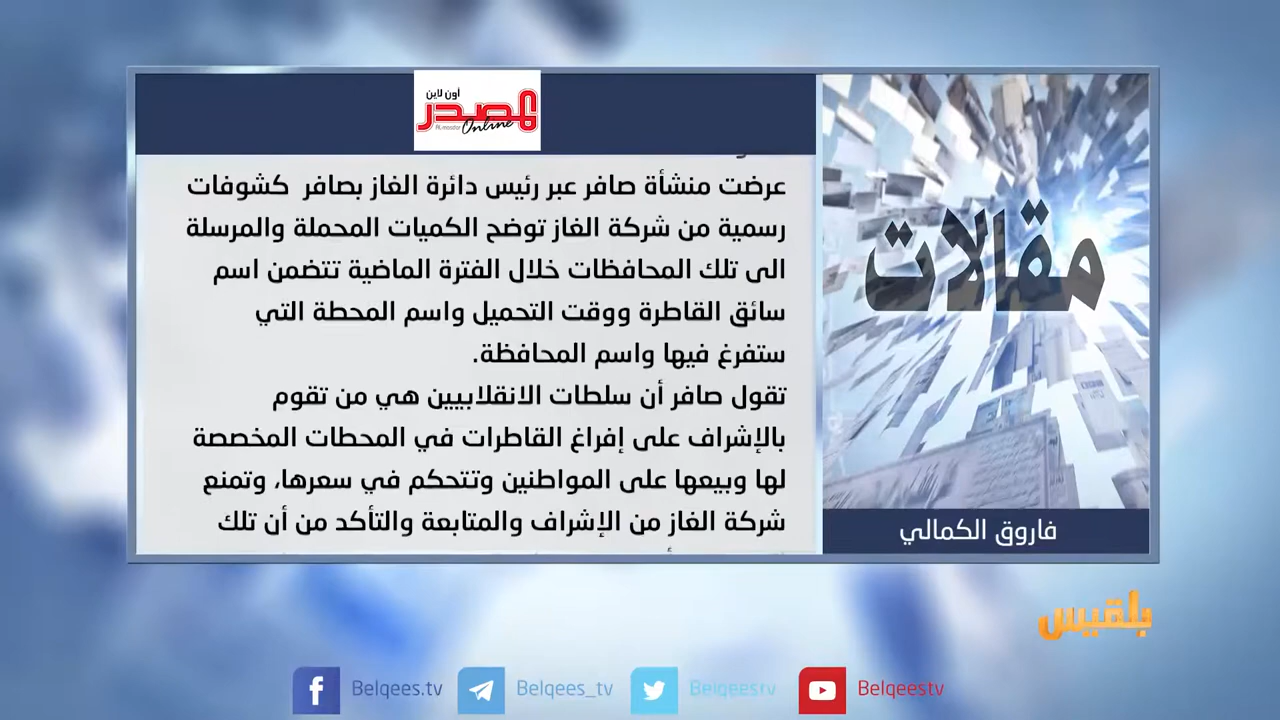 أون لاين
المصدر
Al-masdar Online
عرضت منشأة صافر عبر رئيس دائرة الغاز بصافر كشوفات
رسمية من شركة الغاز توضح الكميات المحملة والمرسلة
الى تلك المحافظات خلال الفترة الماضية تتضمن اسم
سائق القاطرة ووقت التحميل واسم المحطة التي
ستفرغ فيها واسم المحافظة.
تقول صافر أن سلطات الانقلابيين هي من تقوم
بالإشراف على إفراغ القاطرات في المحطات المخصصة
لها وبيعها على المواطنين وتتحكم في سعرها، وتمنع
شركة الغاز من الإشراف والمتابعة والتأكد من أن تلك
مقالات
فاروق الكمالي
بلقيس
Belqees.tv
Belqees_tv
Belqeestv
Belqeestv